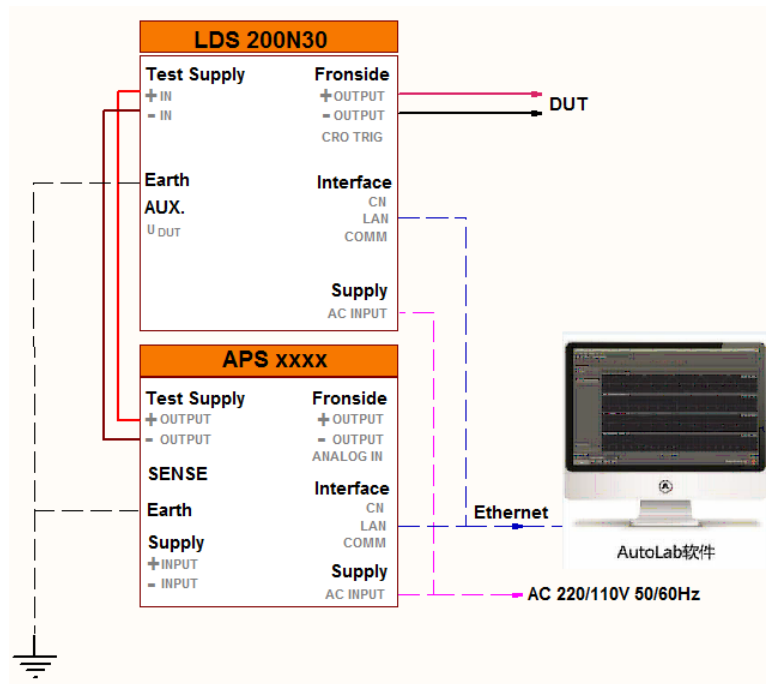 LDS 200N30
Test Supply
+ IN
- IN
Fronside
+ OUTPUT
- OUTPUT
CRO TRIG
DUT
Earth
AUX.
U DUT
Interface
CN
LAN
COMM
Supply
AC INPUT
APS xxxx
Test Supply
+ OUTPUT
- OUTPUT
SENSE
Earth
Supply
+ INPUT
- INPUT
Fronside
+ OUTPUT
- OUTPUT
ANALOG IN
Interface
CN
LAN
COMM
Supply
AC INPUT
Ethernet
AutoLab软件
AC 220/110V 50/60Hz